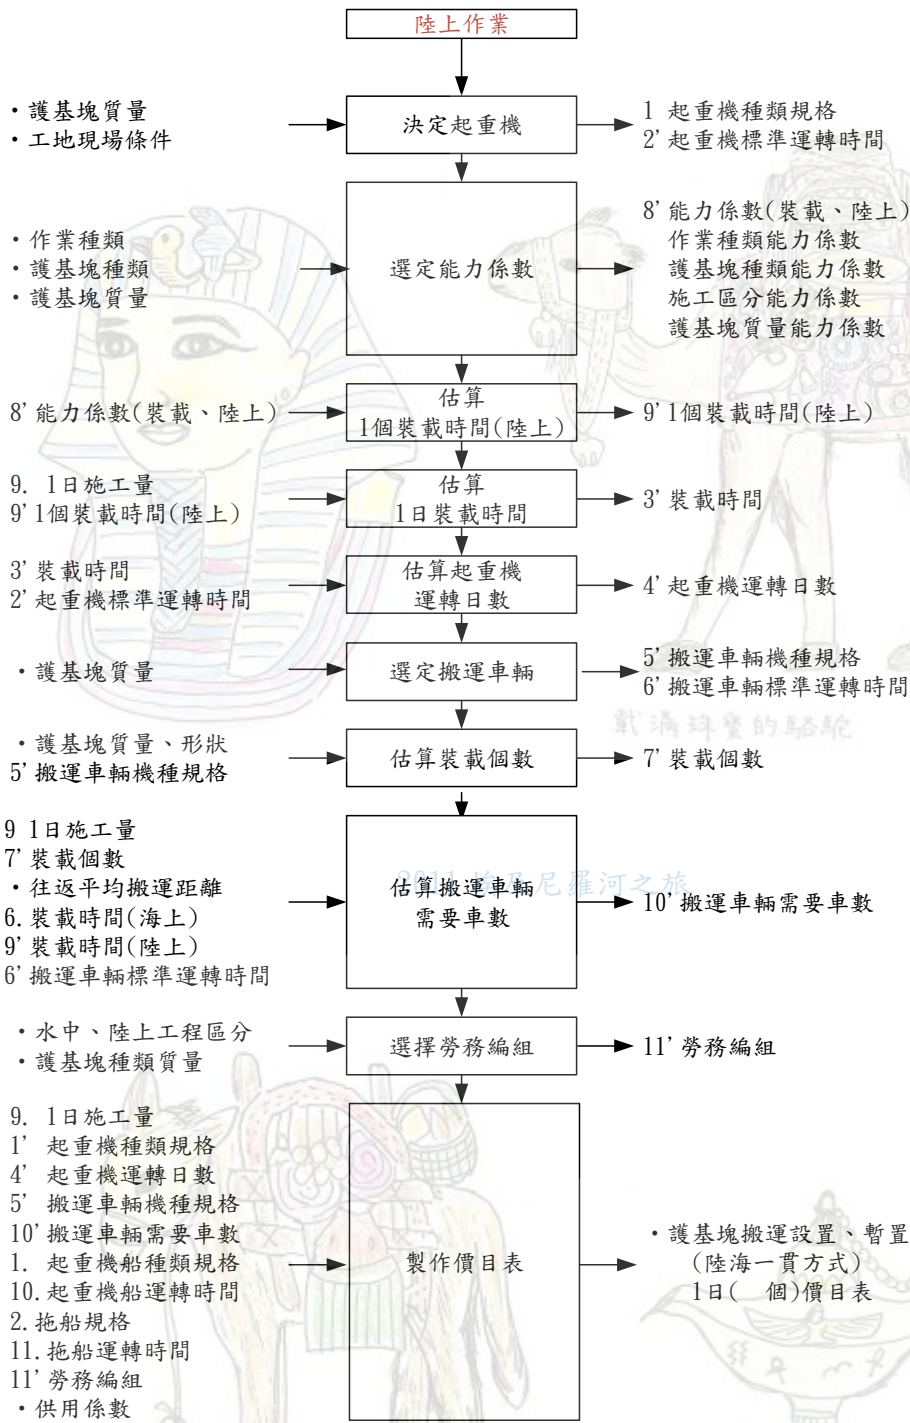 陸上作業
・護基塊質量
・工地現場條件
決定起重機
1 起重機種類規格
2’起重機標準運轉時間
・作業種類
・護基塊種類
・護基塊質量
選定能力係數
8’能力係數(裝載、陸上)
作業種類能力係數
護基塊種類能力係數
施工區分能力係數
護基塊質量能力係數
8’能力係數(裝載、陸上)
估算
1個裝載時間(陸上)
9’1個裝載時間(陸上)
9. 1日施工量
9’1個裝載時間(陸上)
估算
1日裝載時間
3’裝載時間
3’裝載時間
2’起重機標準運轉時間
估算起重機
運轉日數
4’起重機運轉日數
・護基塊質量
選定搬運車輛
5’搬運車輛機種規格
6’搬運車輛標準運轉時間
載滿珠寶的駱駝
・護基塊質量、形狀
5’搬運車輛機種規格
估算裝載個數
7’裝載個數
9 1日施工量
7’裝載個數
・往返平均搬運距離
6.裝載時間(海上)
9’裝載時間(陸上)
6’搬運車輛標準運轉時間
2011 埃及尼羅河之旅
估算搬運車輛
需要車數
10’搬運車輛需要車數
・水中、陸上工程區分
・護基塊種類質量
選擇勞務編組
11’勞務編組
9. 1日施工量
1’ 起重機種類規格
4’ 起重機運轉日數
5’ 搬運車輛機種規格
10’搬運車輛需要車數
1. 起重機船種類規格
10.起重機船運轉時間
2.拖船規格
11.拖船運轉時間
11’勞務編組
・供用係數
製作價目表
・護基塊搬運設置、暫置
(陸海一貫方式)
1日( 個)價目表